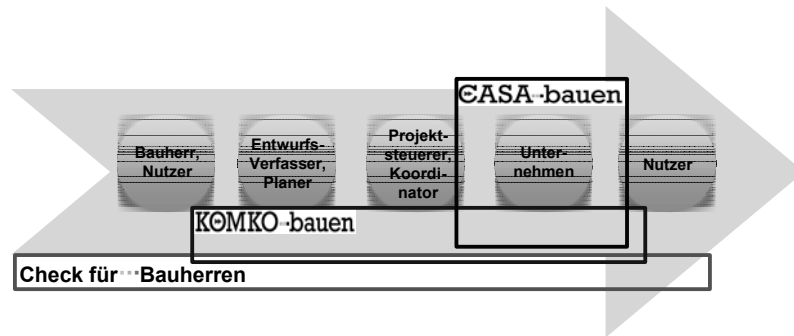 CASA-bauen
Bauherr,
Nutzer
Entwurfs-
Verfasser,
Planer
Projekt-
steuerer,
Koordi-
nator
Unter-
nehmen
Nutzer
KOMKO-bauen
Check für Bauherren